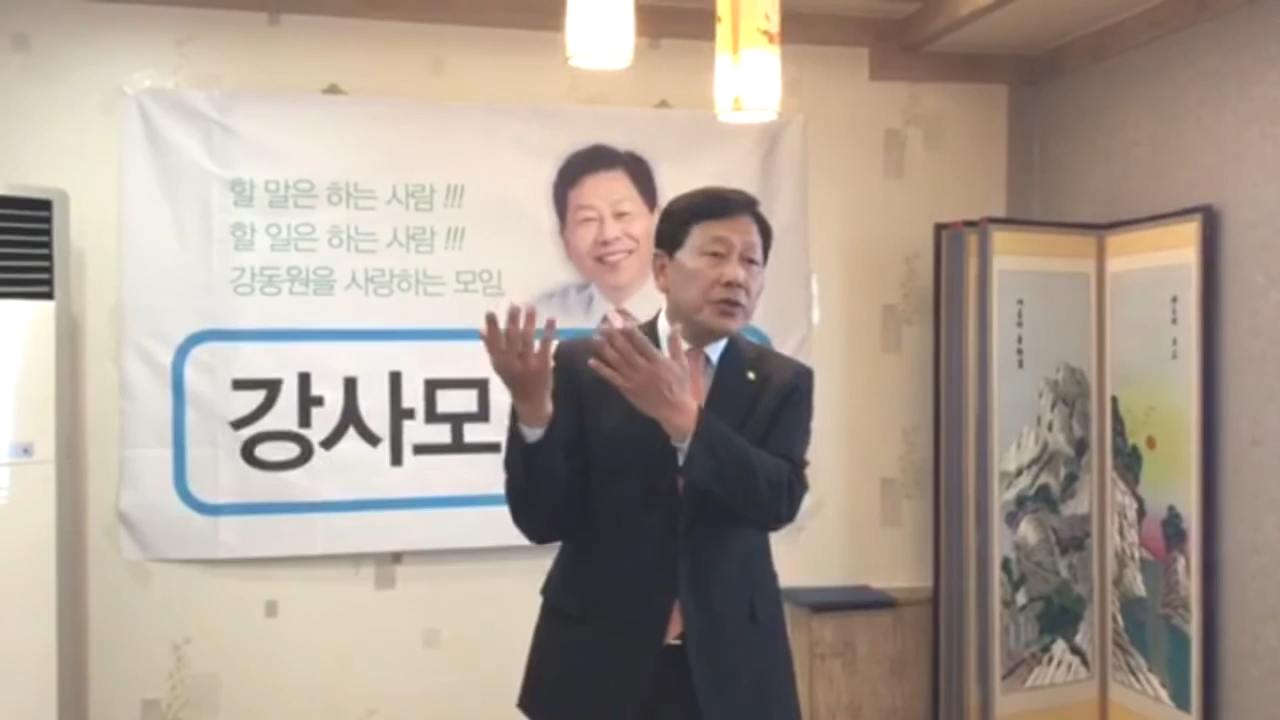 할 말은 하는 사람 !!!
할 일은 하는 사람 !!!
강동원을 사랑하는 모임
강사모